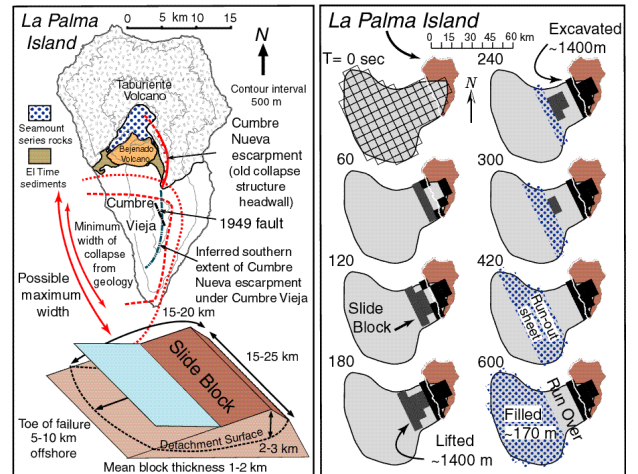 La Palma
Island
5
0
5 km 10
15
N
Contour interval
500 m
Taburiente
Volcano
Bejenado
Volcano
Seamount
series rocks
El Time
sediments
Cumbre
Nueva
escarpment
(old collapse
structure
headwall)
Cumbre
Vieja
1949 fault
Minimum
width of
collapse
from
geology
Possible
maximum
width
Inferred southern
extent of Cumbre
Nueva escarpment
under Cumbre Vieja
15-20 km
15-25 km
Slide Block
Toe of failure
5-10 km
offshore
Detachment Surface
2-3 km
Mean block thickness 1-2 km
La Palma Island
0 15 30 45 60 km
N
T= 0 sec
240
Excavated
~1400m
60
300
120
Slide
Block
420
Run-out
sheet
180
Lifted
~1400 m
600
Filled
~170 m
Run Over